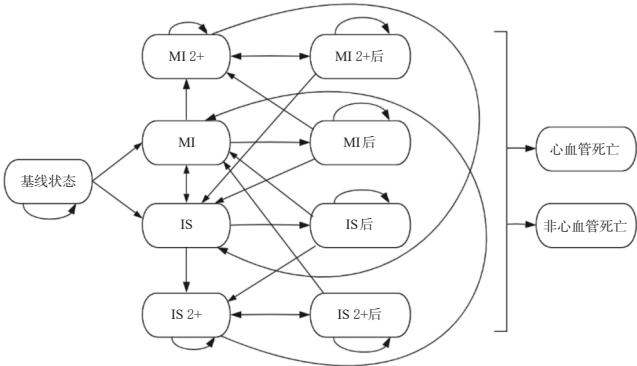 MI 2+
MI 2+后
MI
MI后
心血管死亡
基线状态
IS
IS后
非心血管死亡
IS 2+
IS 2+后